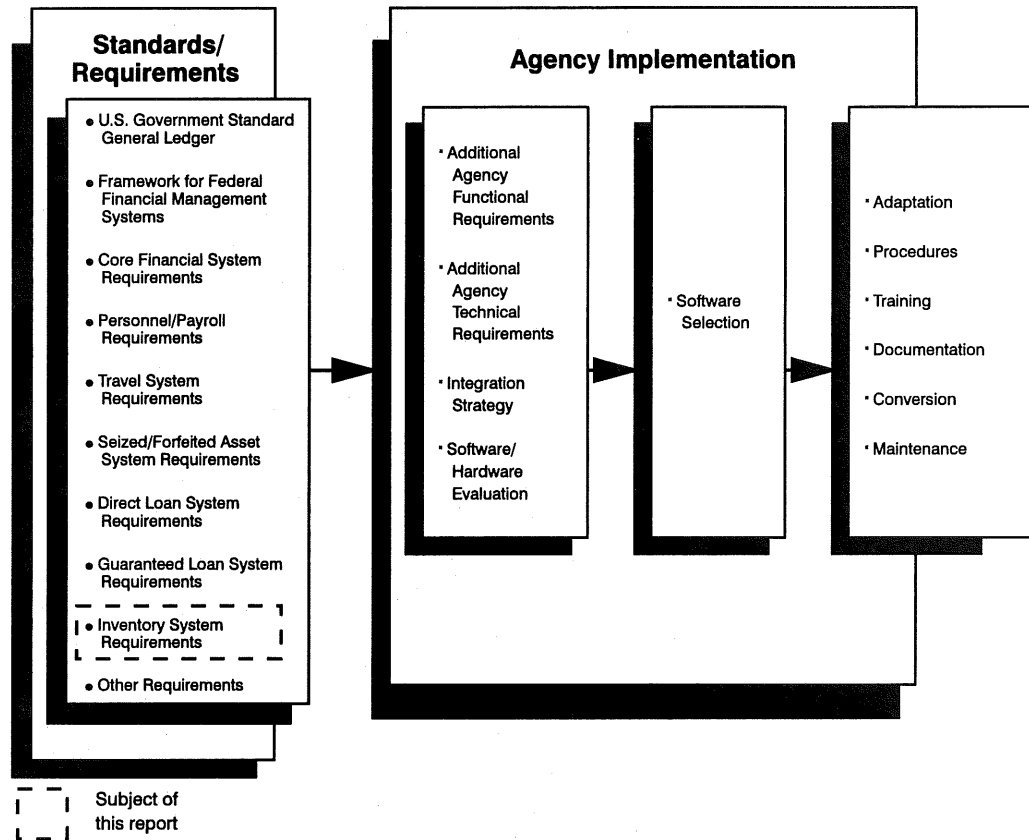 Standards/
Requirements
● U.S. Government Standard
General Ledger
● Framework for Federal
Financial Management
Systems
● Core Financial System
Requirements
● Personnel/Payroll
Requirements
● Travel System
Requirements
● Seized/Forfeited Asset
System Requirements
● Direct Loan System
Requirements
● Guaranteed Loan System
Requirements
● Inventory System
Requirements
● Other Requirements
Agency Implementation
· Additional
Agency
Functional
Requirements
· Additional
Agency
Technical
Requirements
· Integration
Strategy
· Software/
Hardware
Evaluation
· Software
Selection
· Adaptation
· Procedures
· Training
· Documentation
· Conversion
· Maintenance
Subject of
this report